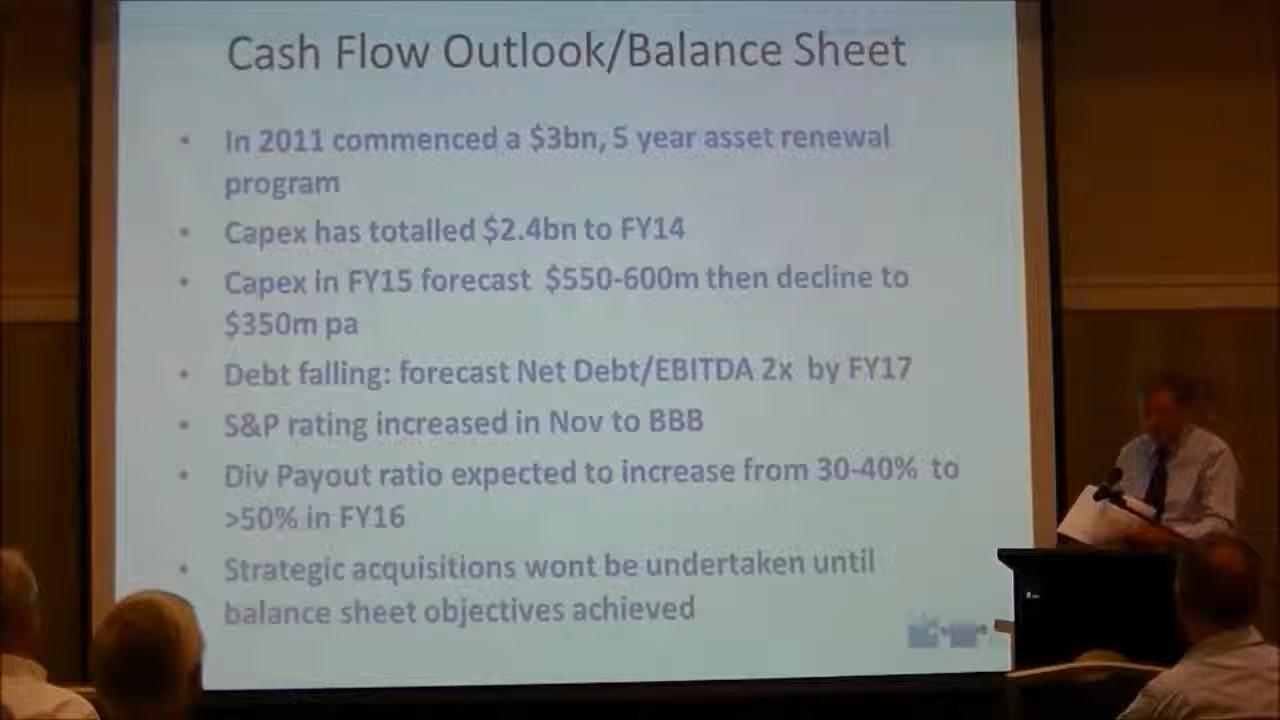 Cash Flow Outlook/Balance Sheet
• In 2011 commenced a $3bn, 5 year asset renewal
program
• Capex has totalled $2.4bn to FY14
• Capex in FY15 forecast $550-600m then decline to
$350m pa
• Debt falling: forecast Net Debt/EBITDA 2x by FY17
• S&P rating increased in Nov to BBB
• Div Payout ratio expected to increase from 30-40% to
>50% in FY16
• Strategic acquisitions wont be undertaken until
balance sheet objectives achieved